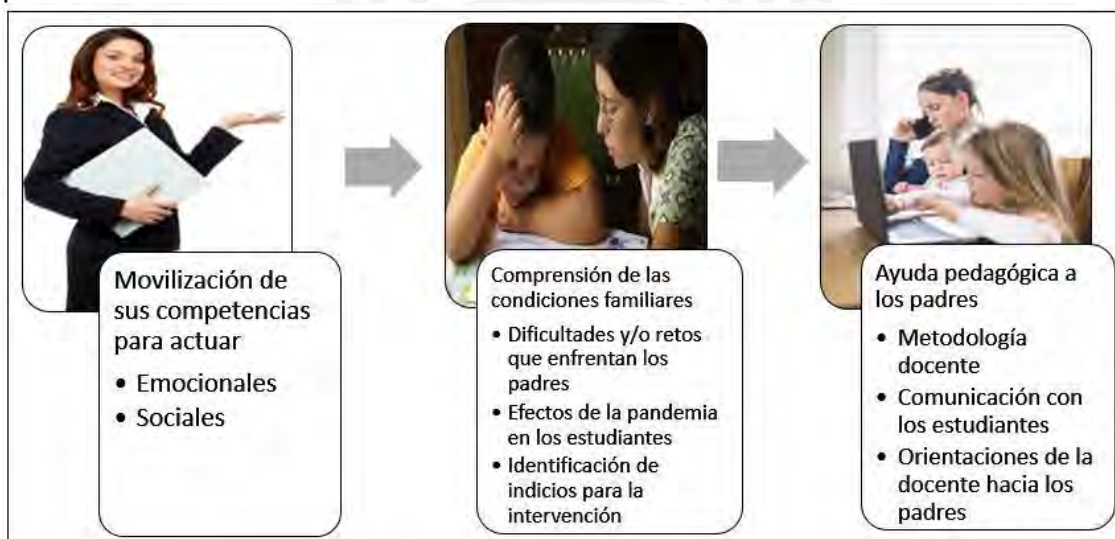 Movilización de
sus competencias
para actuar
• Emocionales
• Sociales
Comprensión de las
condiciones familiares
• Dificultades y/o retos
que enfrentan los
padres
• Efectos de la pandemia
en los estudiantes
• Identificación de
indicios para la
intervención
Ayuda pedagógica a
los padres
• Metodología
docente
• Comunicación con
los estudiantes
• Orientaciones de la
docente hacia los
padres